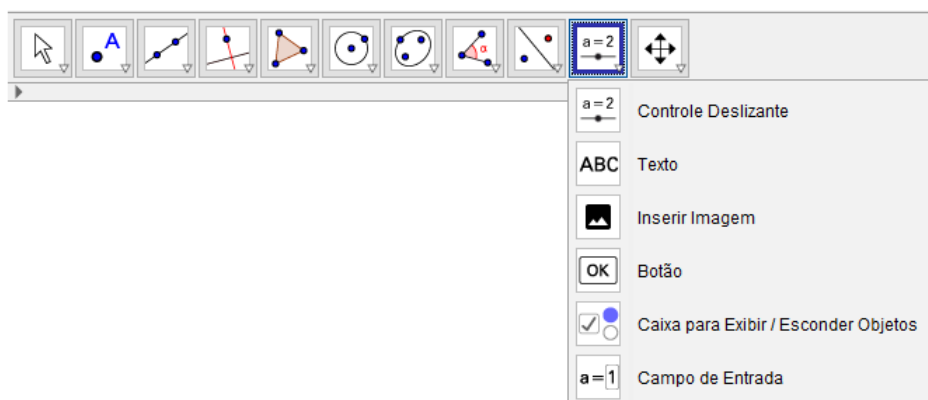 A
α
a=2
a=2
Controle Deslizante
ABC
Texto
Inserir Imagem
OK
Botão
Caixa para Exibir / Esconder Objetos
a=1
Campo de Entrada